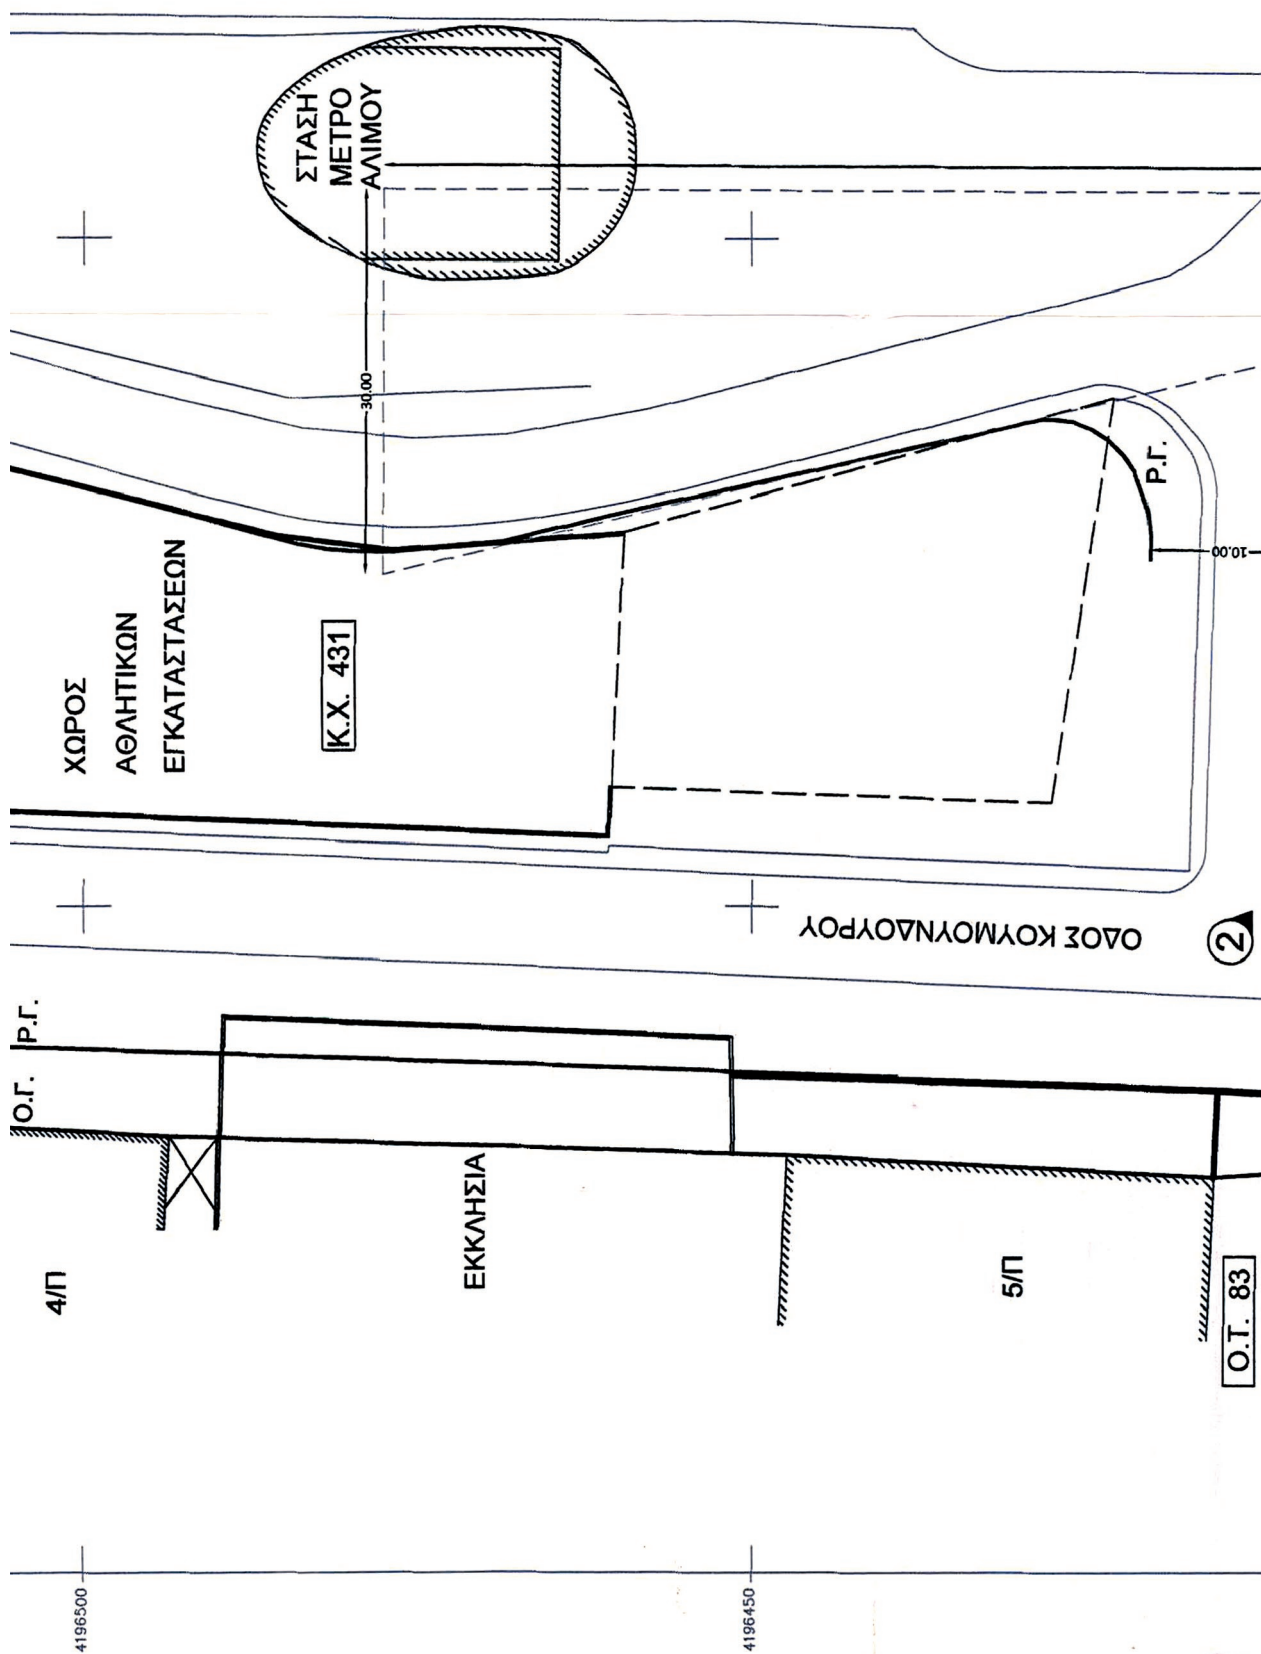 ΣΤΑΣΗ
ΜΕΤΡΟ
ΑΛΙΜΟΥ
30.00
ΧΩΡΟΣ
ΑΘΛΗΤΙΚΩΝ
ΕΓΚΑΤΑΣΤΑΣΕΩΝ
Κ.Χ. 431
Ρ.Γ.
10.00
ΟΔΟΣ ΚΟΥΜΟΥΝΔΟΥΡΟΥ
2
Ρ.Γ.
Ο.Γ.
ΕΚΚΛΗΣΙΑ
4/Π
5/Π
Ο.Τ. 83
4196500
4196450